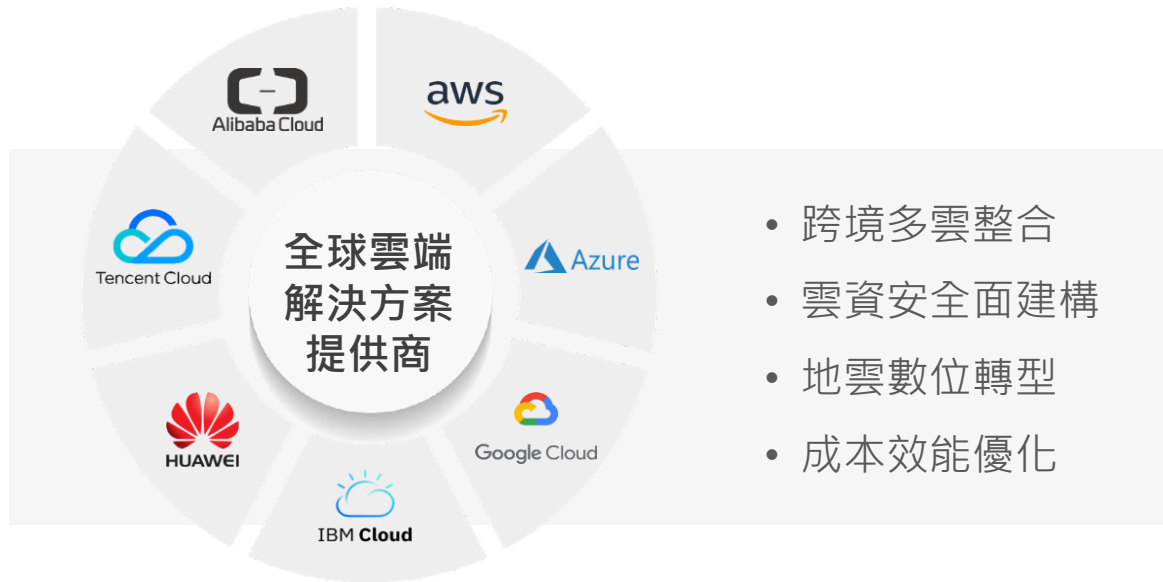 Alibaba Cloud
aws
Tencent Cloud
Azure
HUAWEI
Google Cloud
IBM Cloud
全球雲端
解決方案
提供商
• 跨境多雲整合
• 雲資安全面建構
• 地雲數位轉型
• 成本效能優化